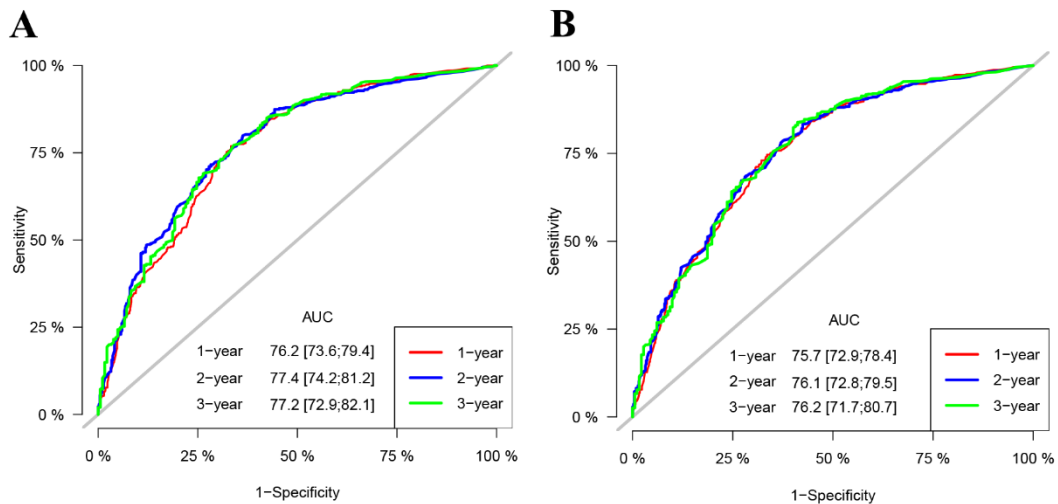 A
100 %
75 %
50 %
25 %
0 %
Sensitivity
AUC
1−year 76.2 [73.6;79.4]
2−year 77.4 [74.2;81.2]
3−year 77.2 [72.9;82.1]
1−year
2−year
3−year
0 %
25 %
50 %
75 %
100 %
1−Specificity
B
100 %
75 %
50 %
25 %
0 %
Sensitivity
AUC
1−year 75.7 [72.9;78.4]
2−year 76.1 [72.8;79.5]
3−year 76.2 [71.7;80.7]
1−year
2−year
3−year
0 %
25 %
50 %
75 %
100 %
1−Specificity